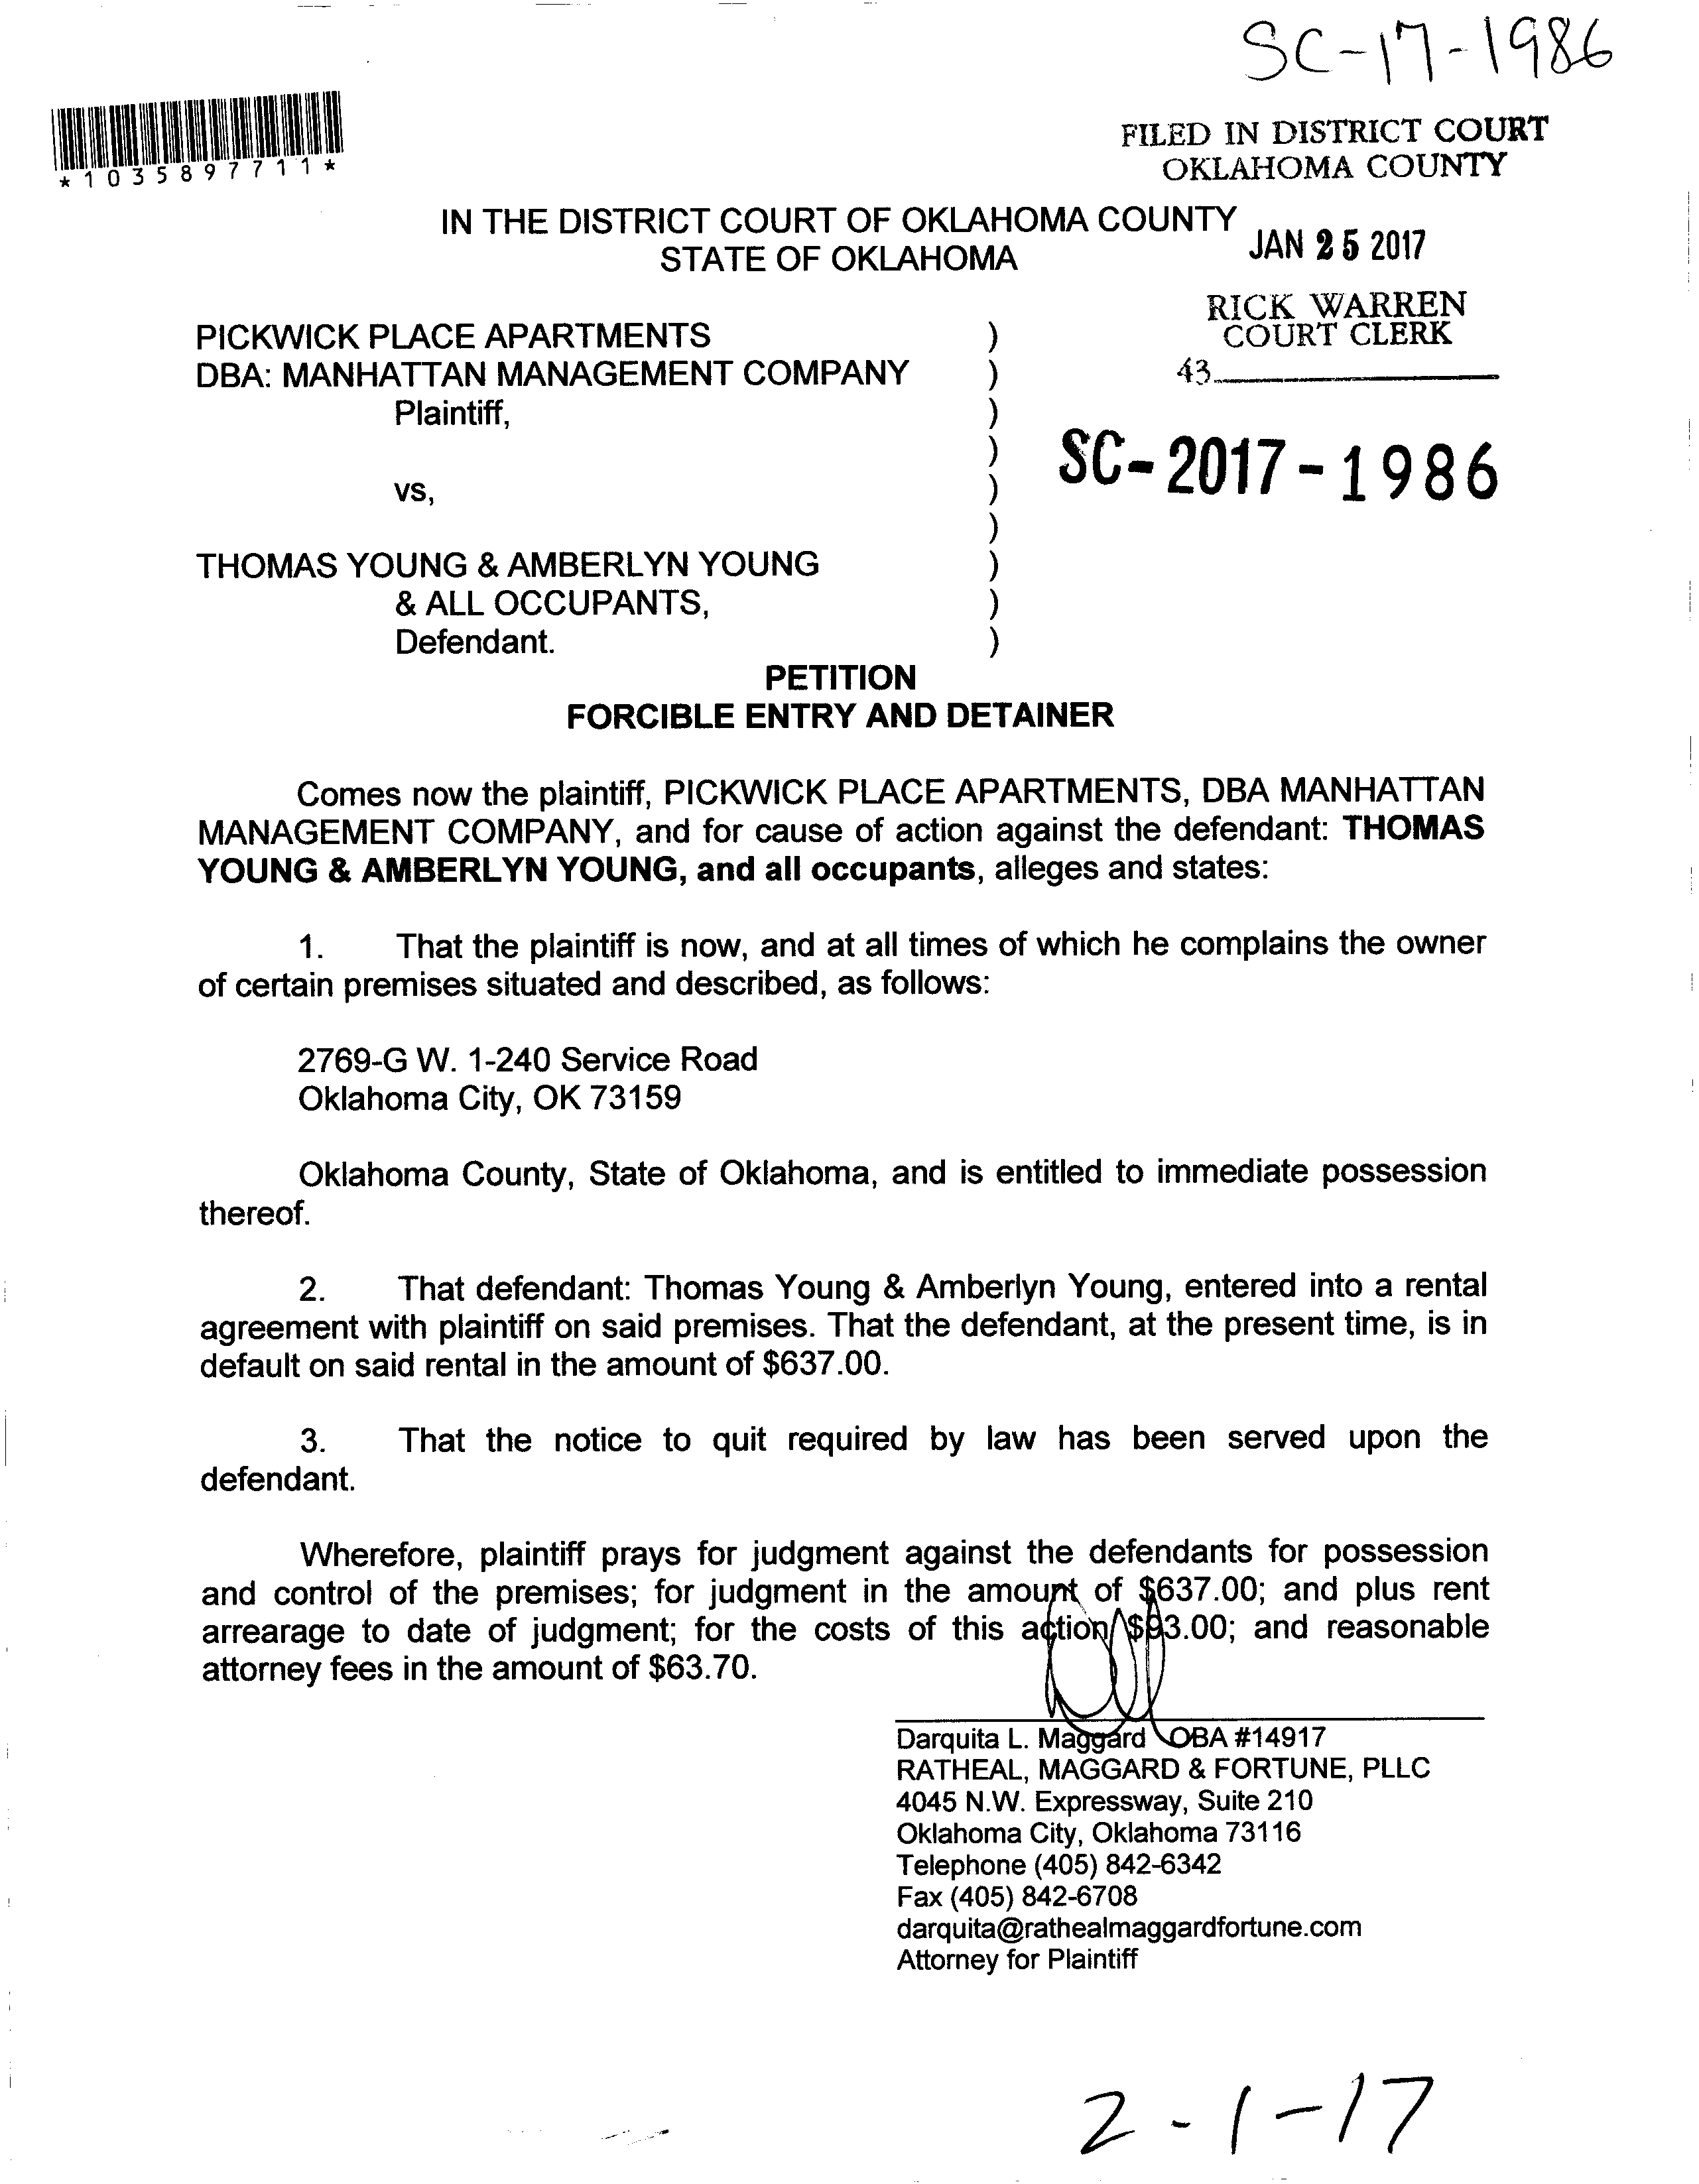 SC-17-1986
*1035897711*
FILED IN DISTRICT COURT
OKLAHOMA COUNTY
IN THE DISTRICT COURT OF OKLAHOMA COUNTY
STATE OF OKLAHOMA
JAN 25 2017
RICK WARREN
COURT CLERK
43
PICKWICK PLACE APARTMENTS )
DBA: MANHATTAN MANAGEMENT COMPANY )
Plaintiff, )
)
SC-2017-1986
vs, )
)
THOMAS YOUNG & AMBERLYN YOUNG )
& ALL OCCUPANTS, )
Defendant. )
PETITION
FORCIBLE ENTRY AND DETAINER
Comes now the plaintiff, PICKWICK PLACE APARTMENTS, DBA MANHATTAN
MANAGEMENT COMPANY, and for cause of action against the defendant: THOMAS
YOUNG & AMBERLYN YOUNG, and all occupants, alleges and states:
1. That the plaintiff is now, and at all times of which he complains the owner
of certain premises situated and described, as follows:
2769-G W. 1-240 Service Road
Oklahoma City, OK 73159
Oklahoma County, State of Oklahoma, and is entitled to immediate possession
thereof.
2. That defendant: Thomas Young & Amberlyn Young, entered into a rental
agreement with plaintiff on said premises. That the defendant, at the present time, is in
default on said rental in the amount of $637.00.
3. That the notice to quit required by law has been served upon the
defendant.
Wherefore, plaintiff prays for judgment against the defendants for possession
and control of the premises; for judgment in the amount of $637.00; and plus rent
arrearage to date of judgment; for the costs of this action $93.00; and reasonable
attorney fees in the amount of $63.70.
Darquita L. Maggard OBA #14917
RATHEAL, MAGGARD & FORTUNE, PLLC
4045 N.W. Expressway, Suite 210
Oklahoma City, Oklahoma 73116
Telephone (405) 842-6342
Fax (405) 842-6708
darquita@rathealmaggardfortune.com
Attorney for Plaintiff
2-1-17